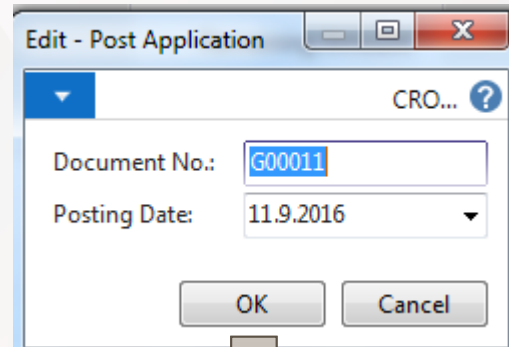 Edit - Post Application
CRO...
Document No.: G00011
Posting Date: 11.9.2016
OK Cancel